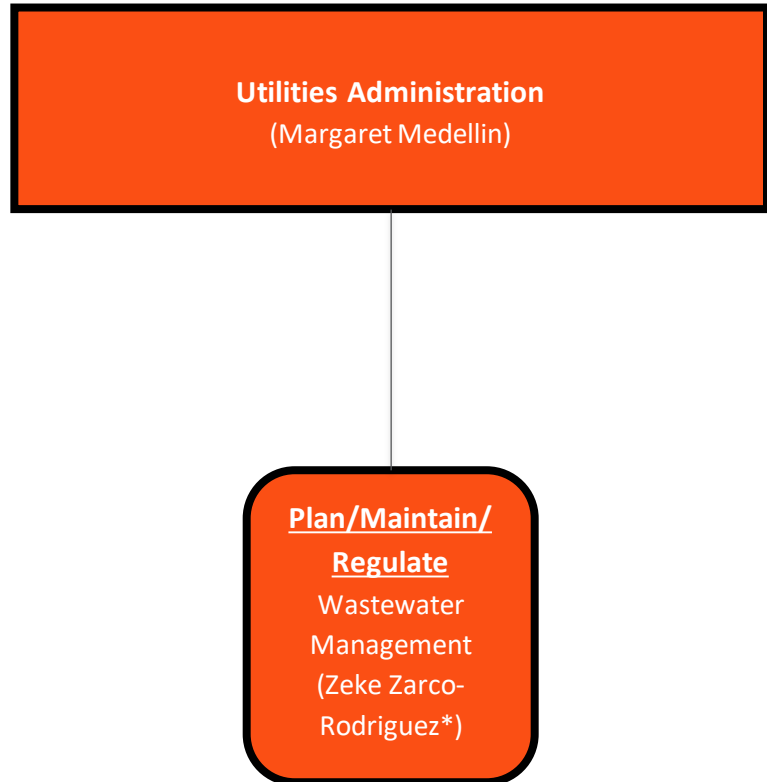 Utilities Administration
(Margaret Medellin)
Plan/Maintain/
Regulate
Wastewater
Management
(Zeke Zarco-
Rodriguez*)